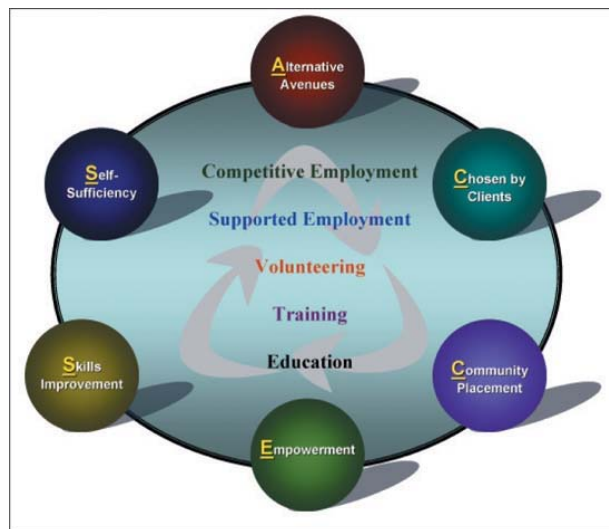 Alternative
Avenues
Chosen by
Clients
Community
Placement
Empowerment
Skills
Improvement
Self-
Sufficiency
Competitive Employment
Supported Employment
Volunteering
Training
Education